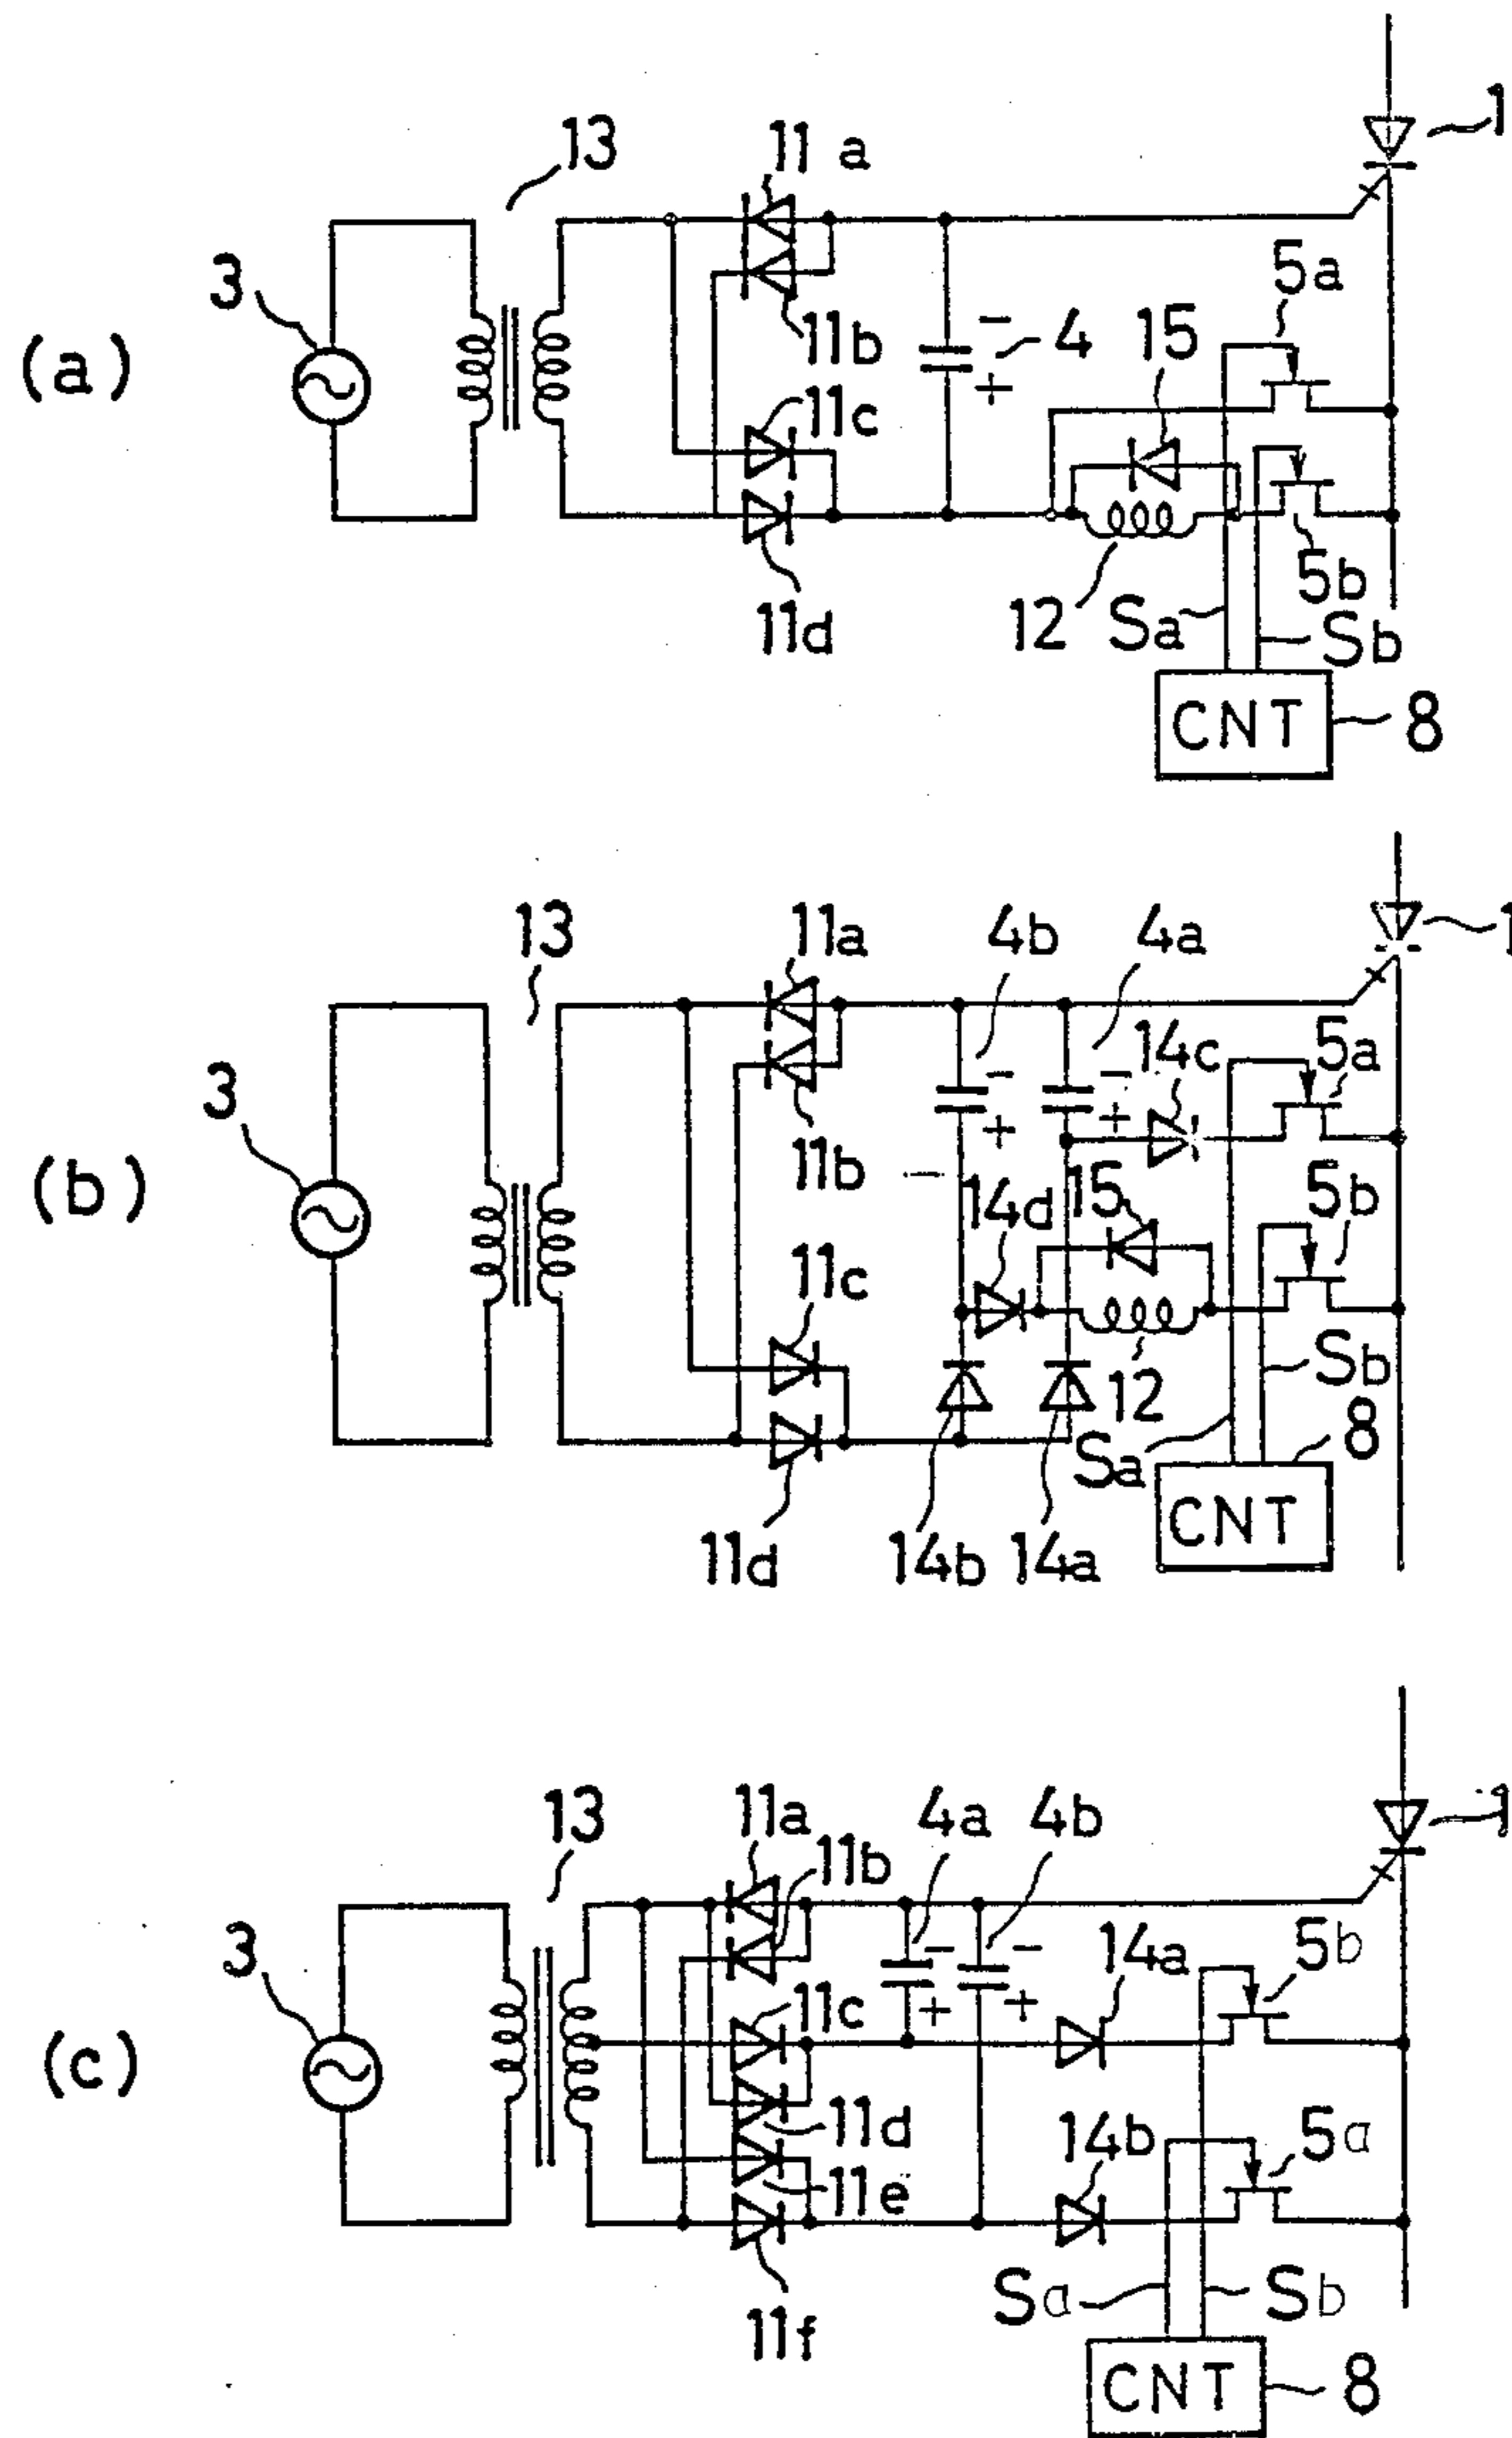 (a)
3
13
11a
11b
11c
11d
4
-
+
15
12
5a
5b
1
Sa
Sb
CNT
8
(b)
3
13
11a
11b
11c
11d
4b
4a
-
+
-
+
14c
14d
15
14b
14a
12
5a
5b
1
Sa
Sb
CNT
8
(c)
3
13
11a
11b
11c
11d
11e
11f
4a
4b
-
+
-
+
14a
14b
5b
5a
1
Sa
Sb
CNT
8